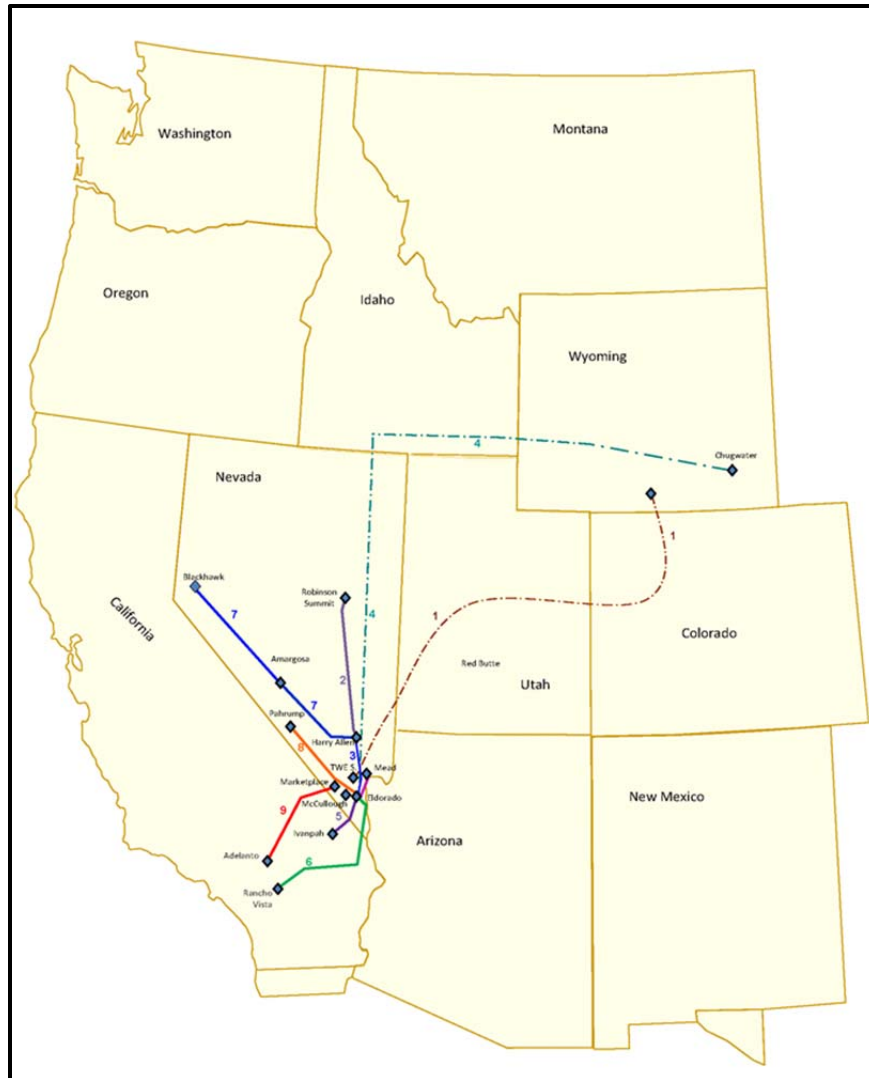 Washington
Montana
Oregon
Idaho
Wyoming
4
Chugwater
Nevada
1
Blackhawk
Robinson
Summit
California
7
4
1
Colorado
Amargosa
Red Butte
Utah
2
7
Pahrump
Harry Allen
8
3
TWE S.
Mead
Marketplace
McCullough
Eldorado
New Mexico
9
5
Ivanpah
Arizona
Adelanto
6
Rancho
Vista